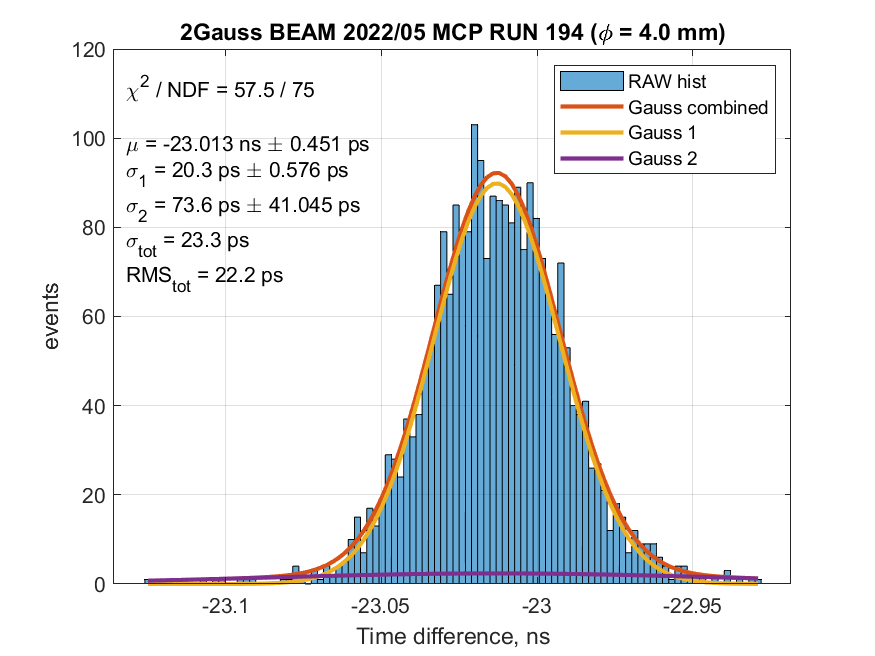 2Gauss BEAM 2022/05 MCP RUN 194 (ϕ = 4.0 mm)
χ² / NDF = 57.5 / 75
μ = -23.013 ns ± 0.451 ps
σ₁ = 20.3 ps ± 0.576 ps
σ₂ = 73.6 ps ± 41.045 ps
σtot = 23.3 ps
RMStot = 22.2 ps
RAW hist
Gauss combined
Gauss 1
Gauss 2
events
120
100
80
60
40
20
0
-23.1 -23.05 -23 -22.95
Time difference, ns